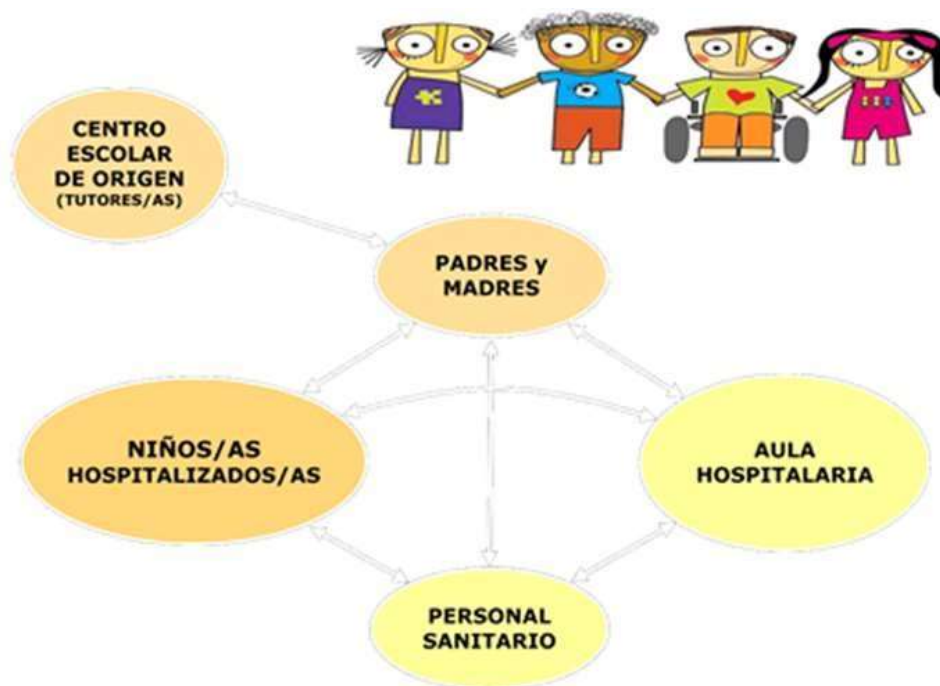 CENTRO
ESCOLAR
DE ORIGEN
(TUTORES/AS)
PADRES y
MADRES
NIÑOS/AS
HOSPITALIZADOS/AS
AULA
HOSPITALARIA
PERSONAL
SANITARIO